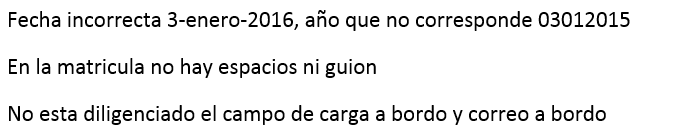 Fecha incorrecta 3-enero-2016, año que no corresponde 03012015
En la matricula no hay espacios ni guion
No esta diligenciado el campo de carga a bordo y correo a bordo